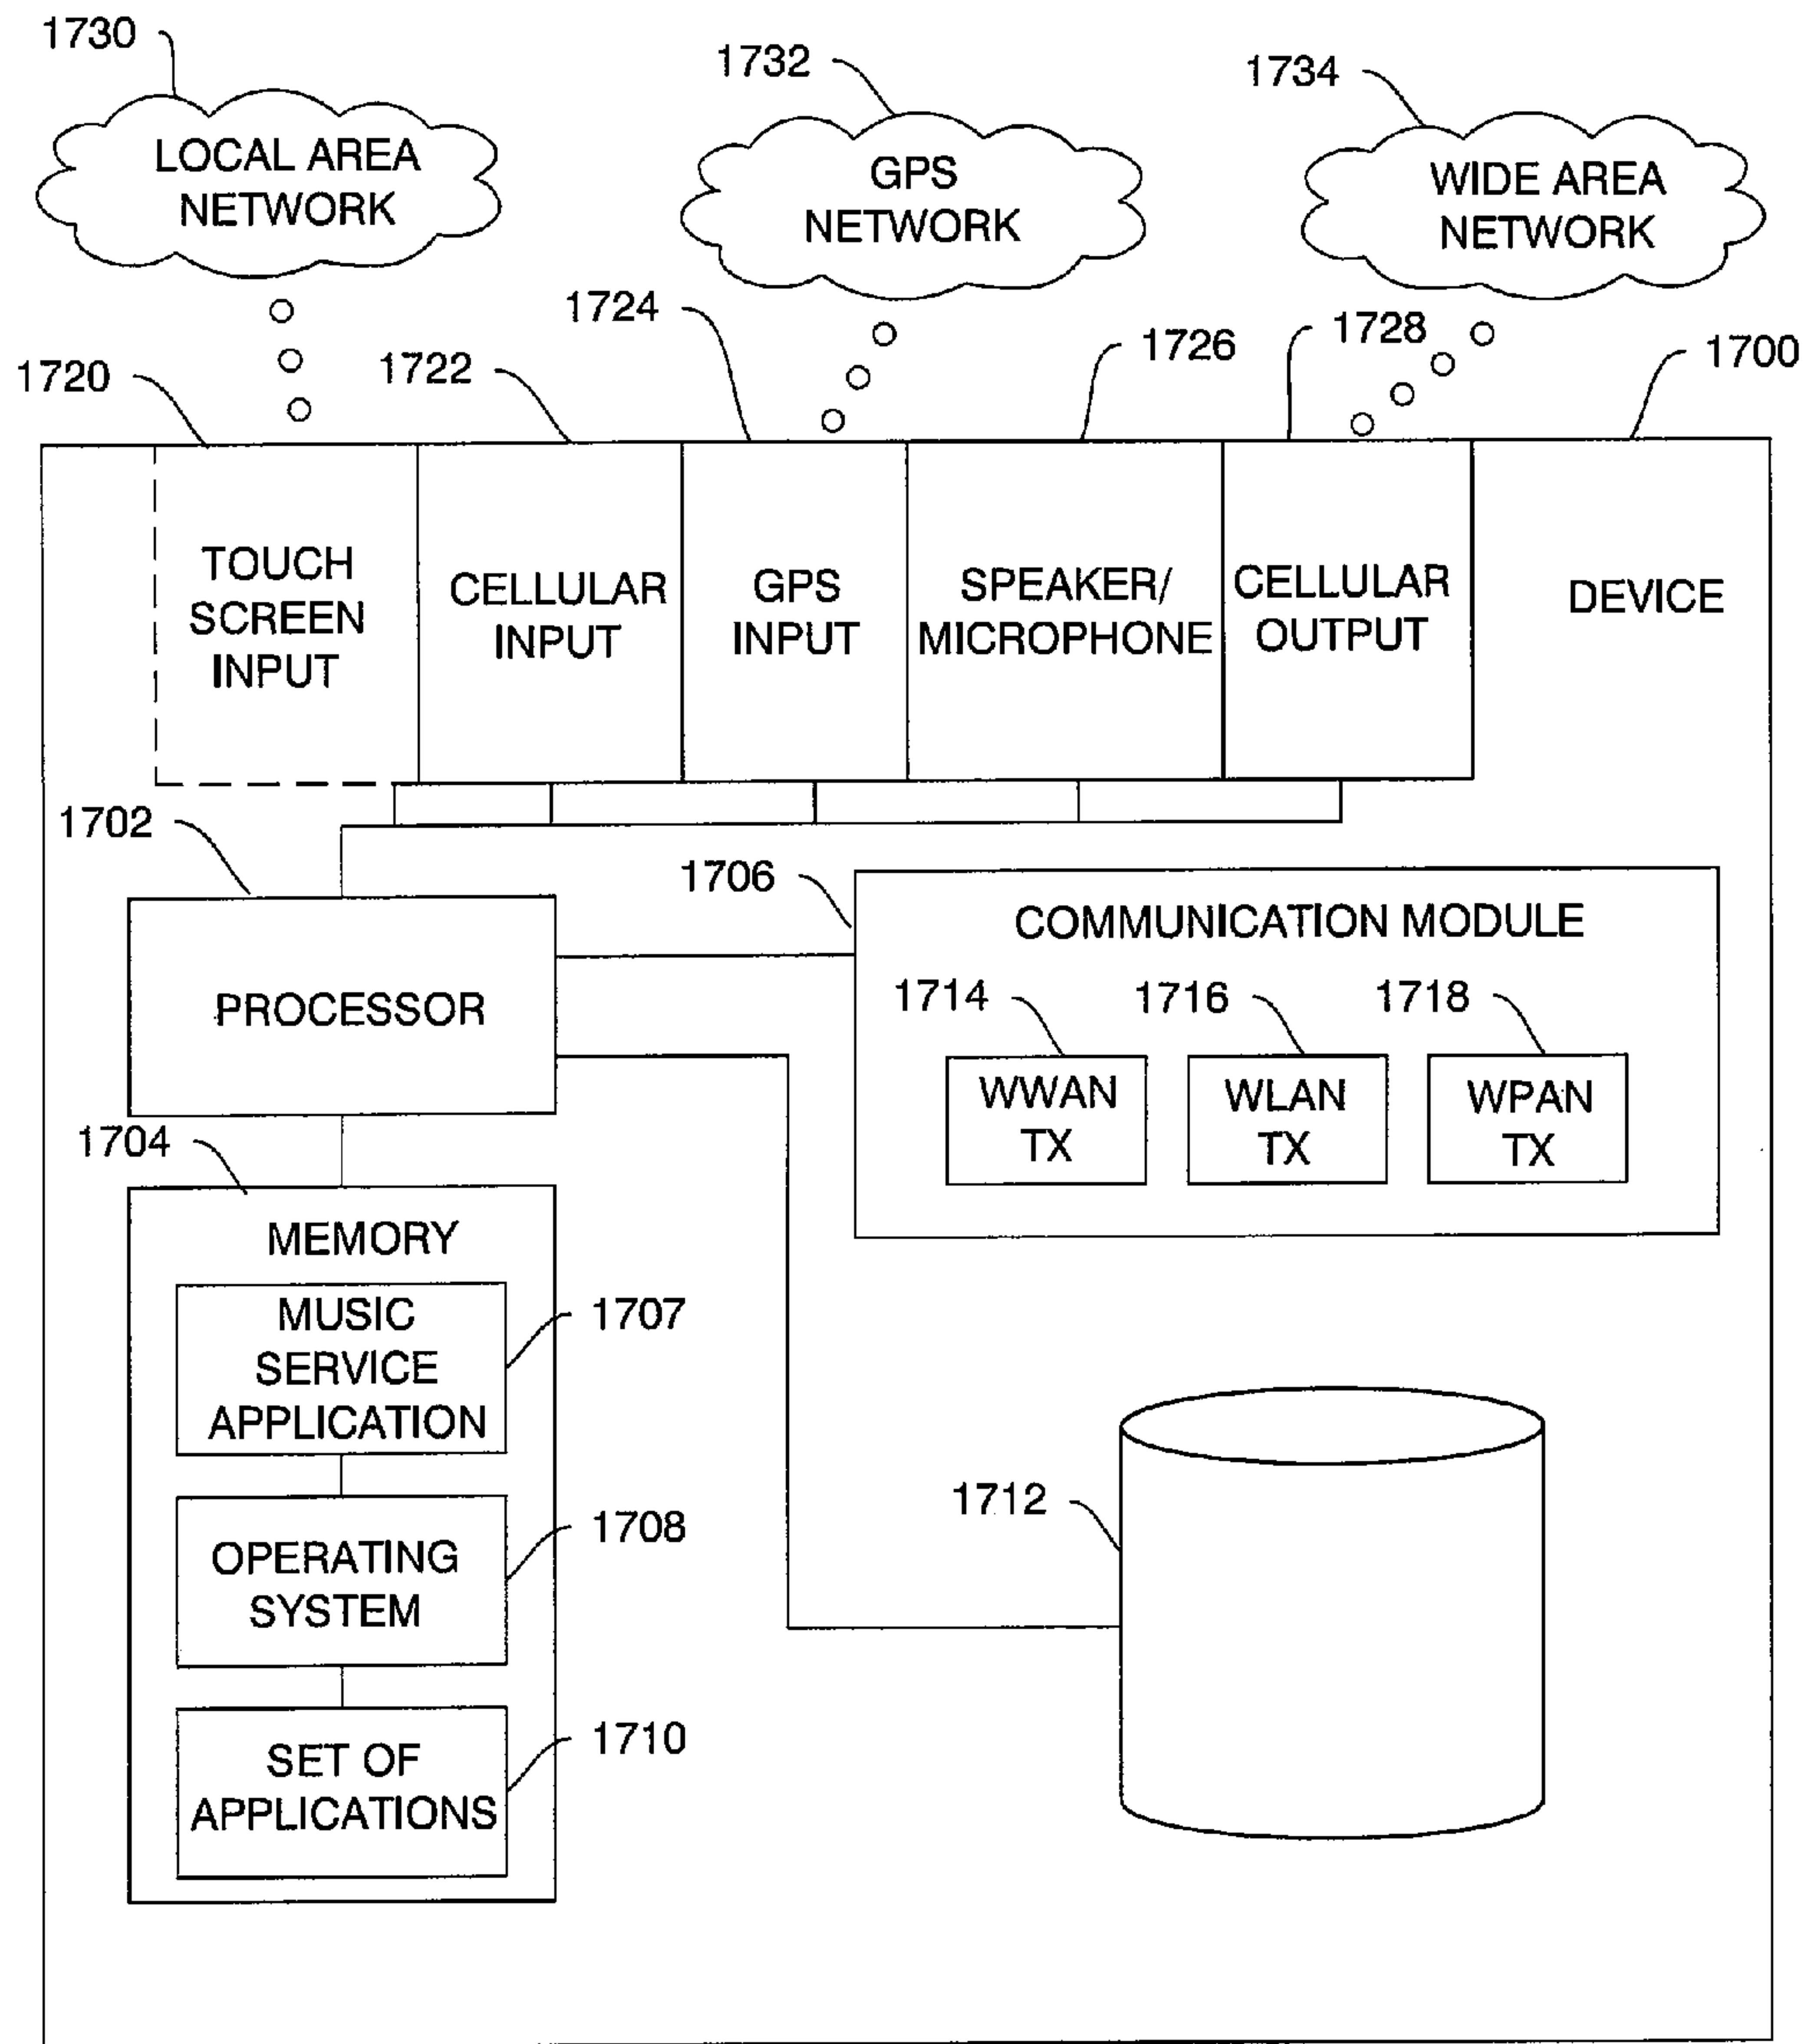 1730
1732
1734
LOCAL AREA
NETWORK
GPS
NETWORK
WIDE AREA
NETWORK
1720
1722
1724
1726
1728
1700
TOUCH
SCREEN
INPUT
CELLULAR
INPUT
GPS
INPUT
SPEAKER/
MICROPHONE
CELLULAR
OUTPUT
DEVICE
1702
PROCESSOR
1706
COMMUNICATION MODULE
1714
1716
1718
WWAN
TX
WLAN
TX
WPAN
TX
1704
MEMORY
MUSIC
SERVICE
APPLICATION
1707
OPERATING
SYSTEM
1708
SET OF
APPLICATIONS
1710
1712